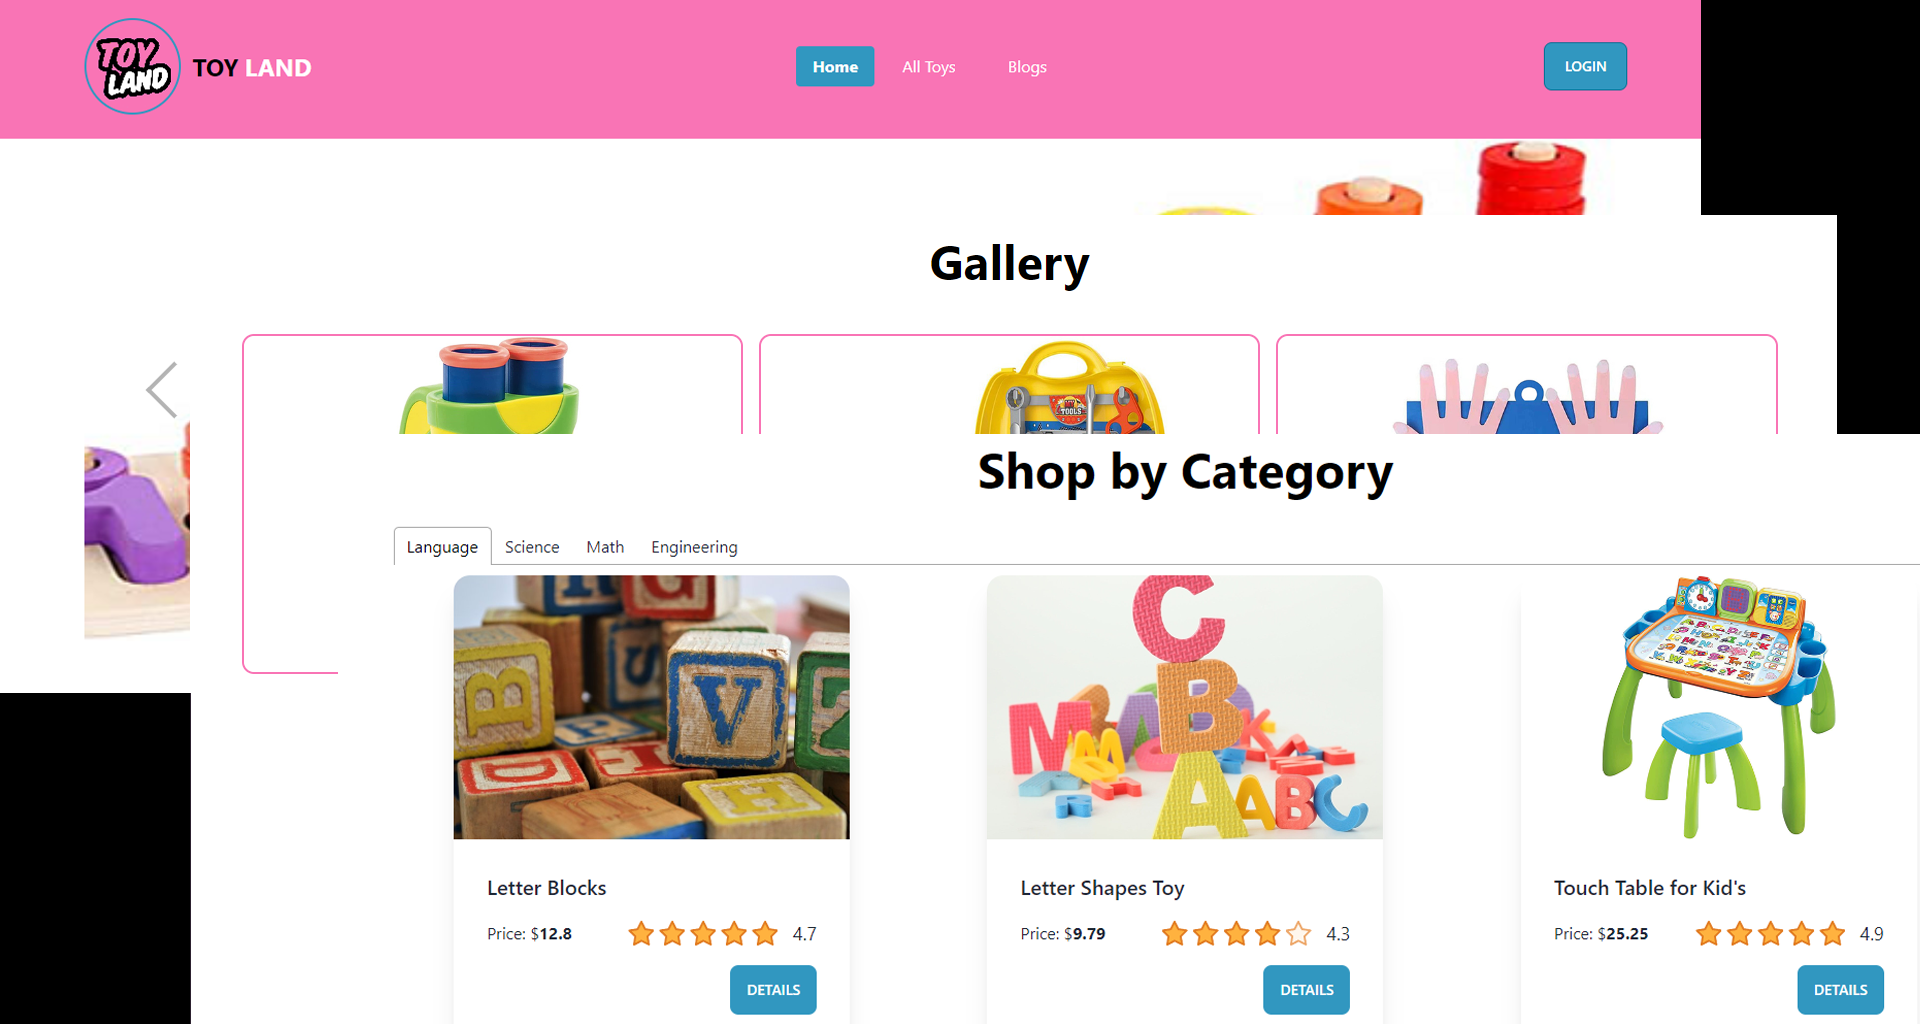 TOY LAND
TOY LAND
Home
All Toys
Blogs
LOGIN
Gallery
TOOLS
Shop by Category
Language
Science
Math
Engineering
B
V
D
H
C
B
A
M
ABC
Letter Blocks
Price: $12.8
4.7
DETAILS
Letter Shapes Toy
Price: $9.79
4.3
DETAILS
Touch Table for Kid's
Price: $25.25
4.9
DETAILS